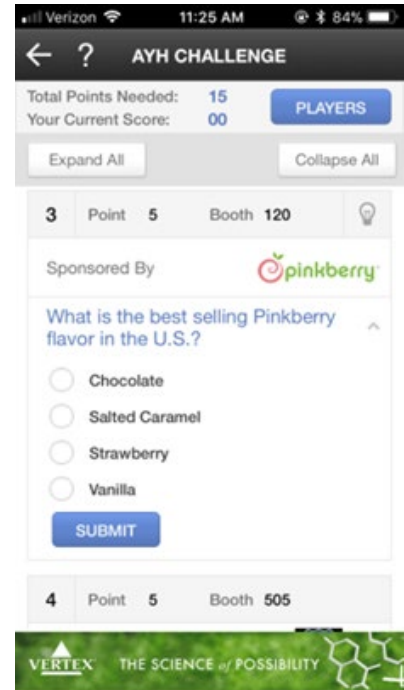 Verizon 11:25 AM 84%
← ? AYH CHALLENGE
Total Points Needed: 15
Your Current Score: 00
PLAYERS
Expand All Collapse All
3 Point 5 Booth 120
Sponsored By pinkberry
What is the best selling Pinkberry
flavor in the U.S.?
Chocolate
Salted Caramel
Strawberry
Vanilla
SUBMIT
4 Point 5 Booth 505
VERTEX THE SCIENCE of POSSIBILITY